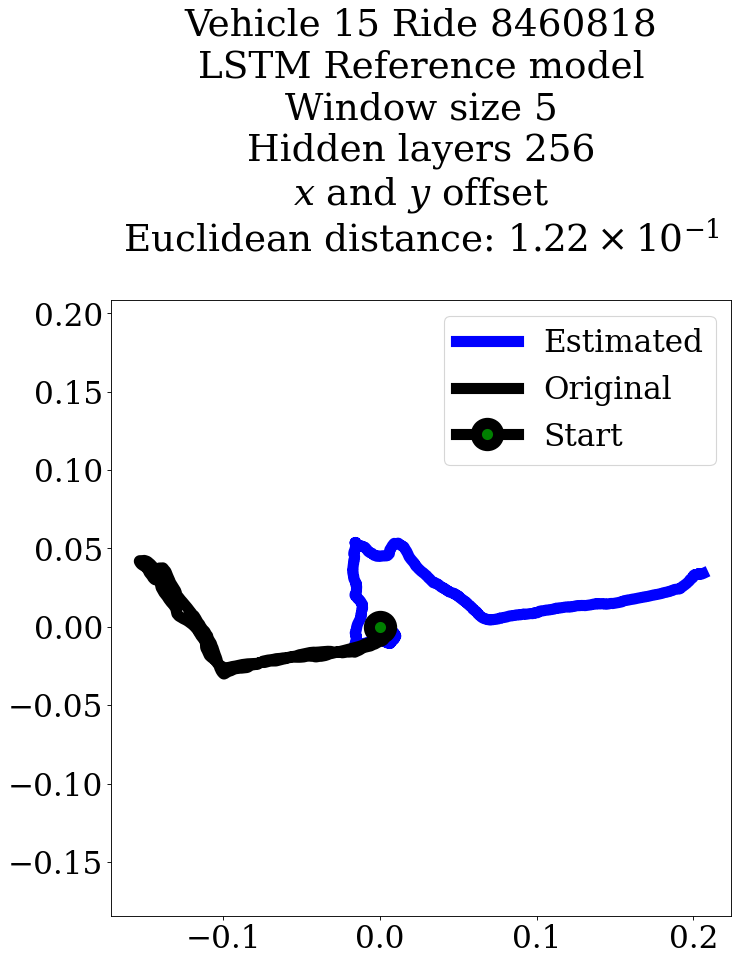 Vehicle 15 Ride 8460818
LSTM Reference model
Window size 5
Hidden layers 256
x and y offset
Euclidean distance: 1.22 × 10⁻¹
Estimated
Original
Start
0.20
0.15
0.10
0.05
0.00
−0.05
−0.10
−0.15
−0.1 0.0 0.1 0.2